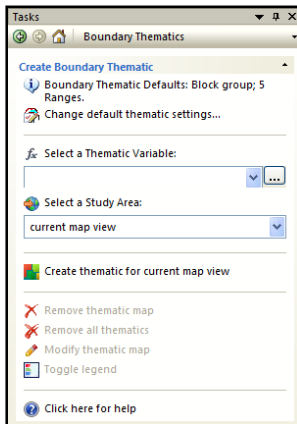 Tasks
Boundary Thematics
Create Boundary Thematic
Boundary Thematic Defaults: Block group; 5
Ranges.
Change default thematic settings...
fx Select a Thematic Variable:
...
Select a Study Area:
current map view
Create thematic for current map view
Remove thematic map
Remove all thematics
Modify thematic map
Toggle legend
Click here for help